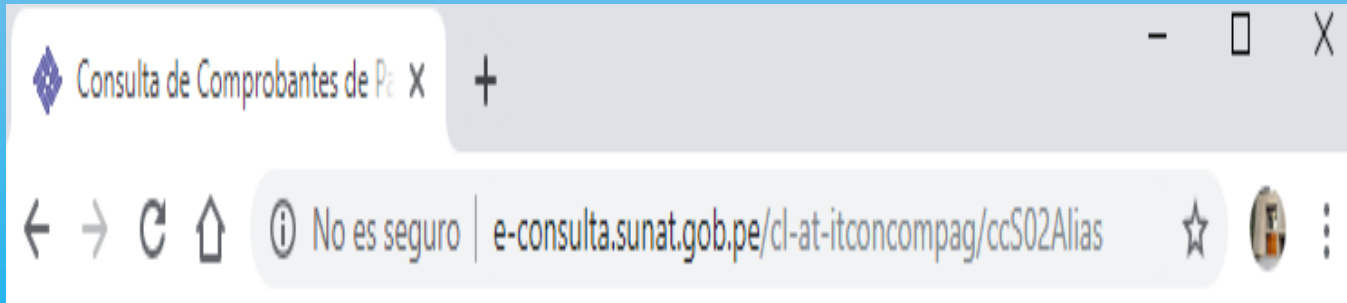 Consulta de Comprobantes de Pa
No es seguro e-consulta.sunat.gob.pe/cl-at-itconcompag/ccS02Alias